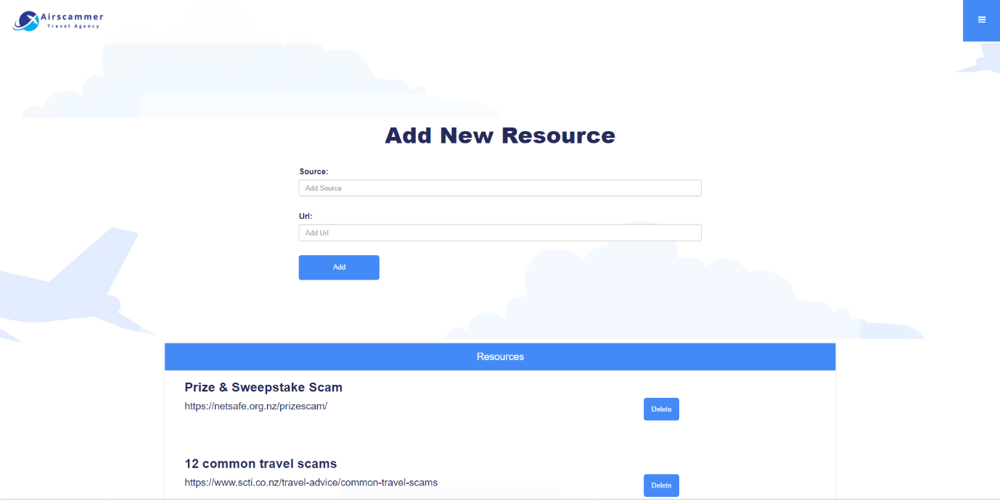 Airscammer
Travel Agency
Add New Resource
Source:
Add Source
Url:
Add Url
Add
Resources
Prize & Sweepstake Scam
https://netsafe.org.nz/prizescam/
Delete
12 common travel scams
https://www.scti.co.nz/travel-advice/common-travel-scams
Delete